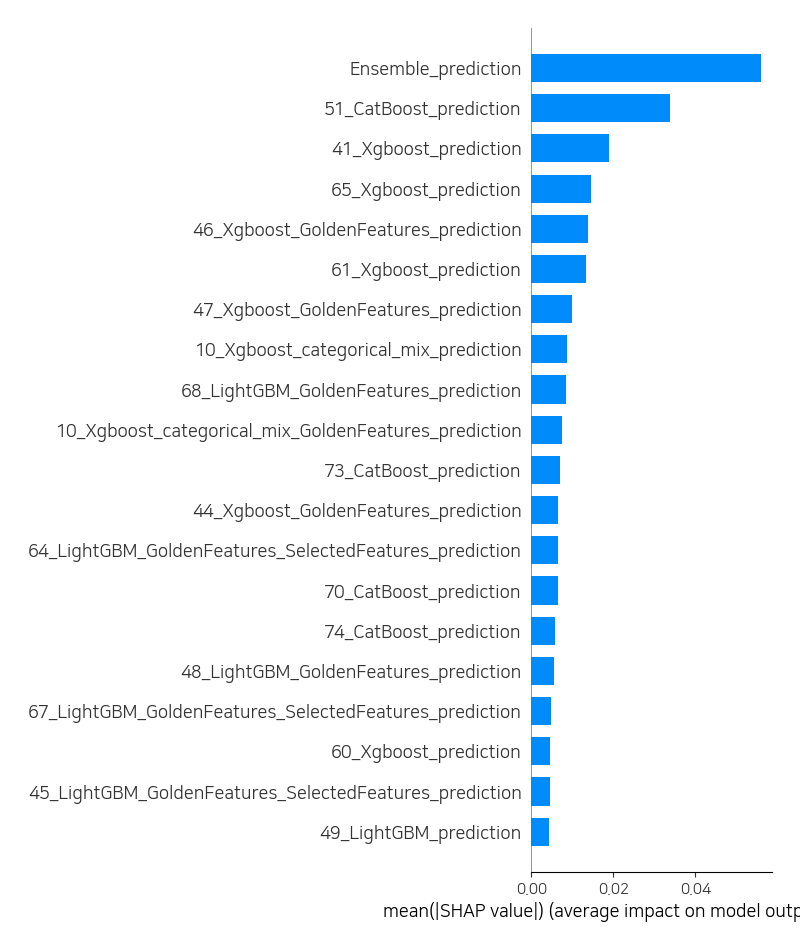 Ensemble_prediction
51_CatBoost_prediction
41_Xgboost_prediction
65_Xgboost_prediction
46_Xgboost_GoldenFeatures_prediction
61_Xgboost_prediction
47_Xgboost_GoldenFeatures_prediction
10_Xgboost_categorical_mix_prediction
68_LightGBM_GoldenFeatures_prediction
10_Xgboost_categorical_mix_GoldenFeatures_prediction
73_CatBoost_prediction
44_Xgboost_GoldenFeatures_prediction
64_LightGBM_GoldenFeatures_SelectedFeatures_prediction
70_CatBoost_prediction
74_CatBoost_prediction
48_LightGBM_GoldenFeatures_prediction
67_LightGBM_GoldenFeatures_SelectedFeatures_prediction
60_Xgboost_prediction
45_LightGBM_GoldenFeatures_SelectedFeatures_prediction
49_LightGBM_prediction
0.00 0.02 0.04
mean(|SHAP value|) (average impact on model outp